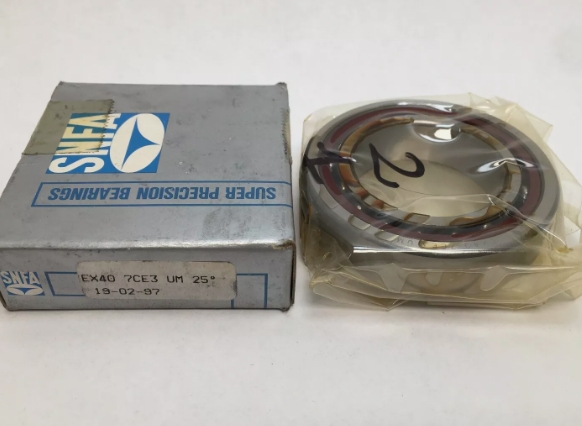 SNFA
SUPER PRECISION BEARINGS
SNFA
EX40 7CE3 UM 25°
19-02-97
2